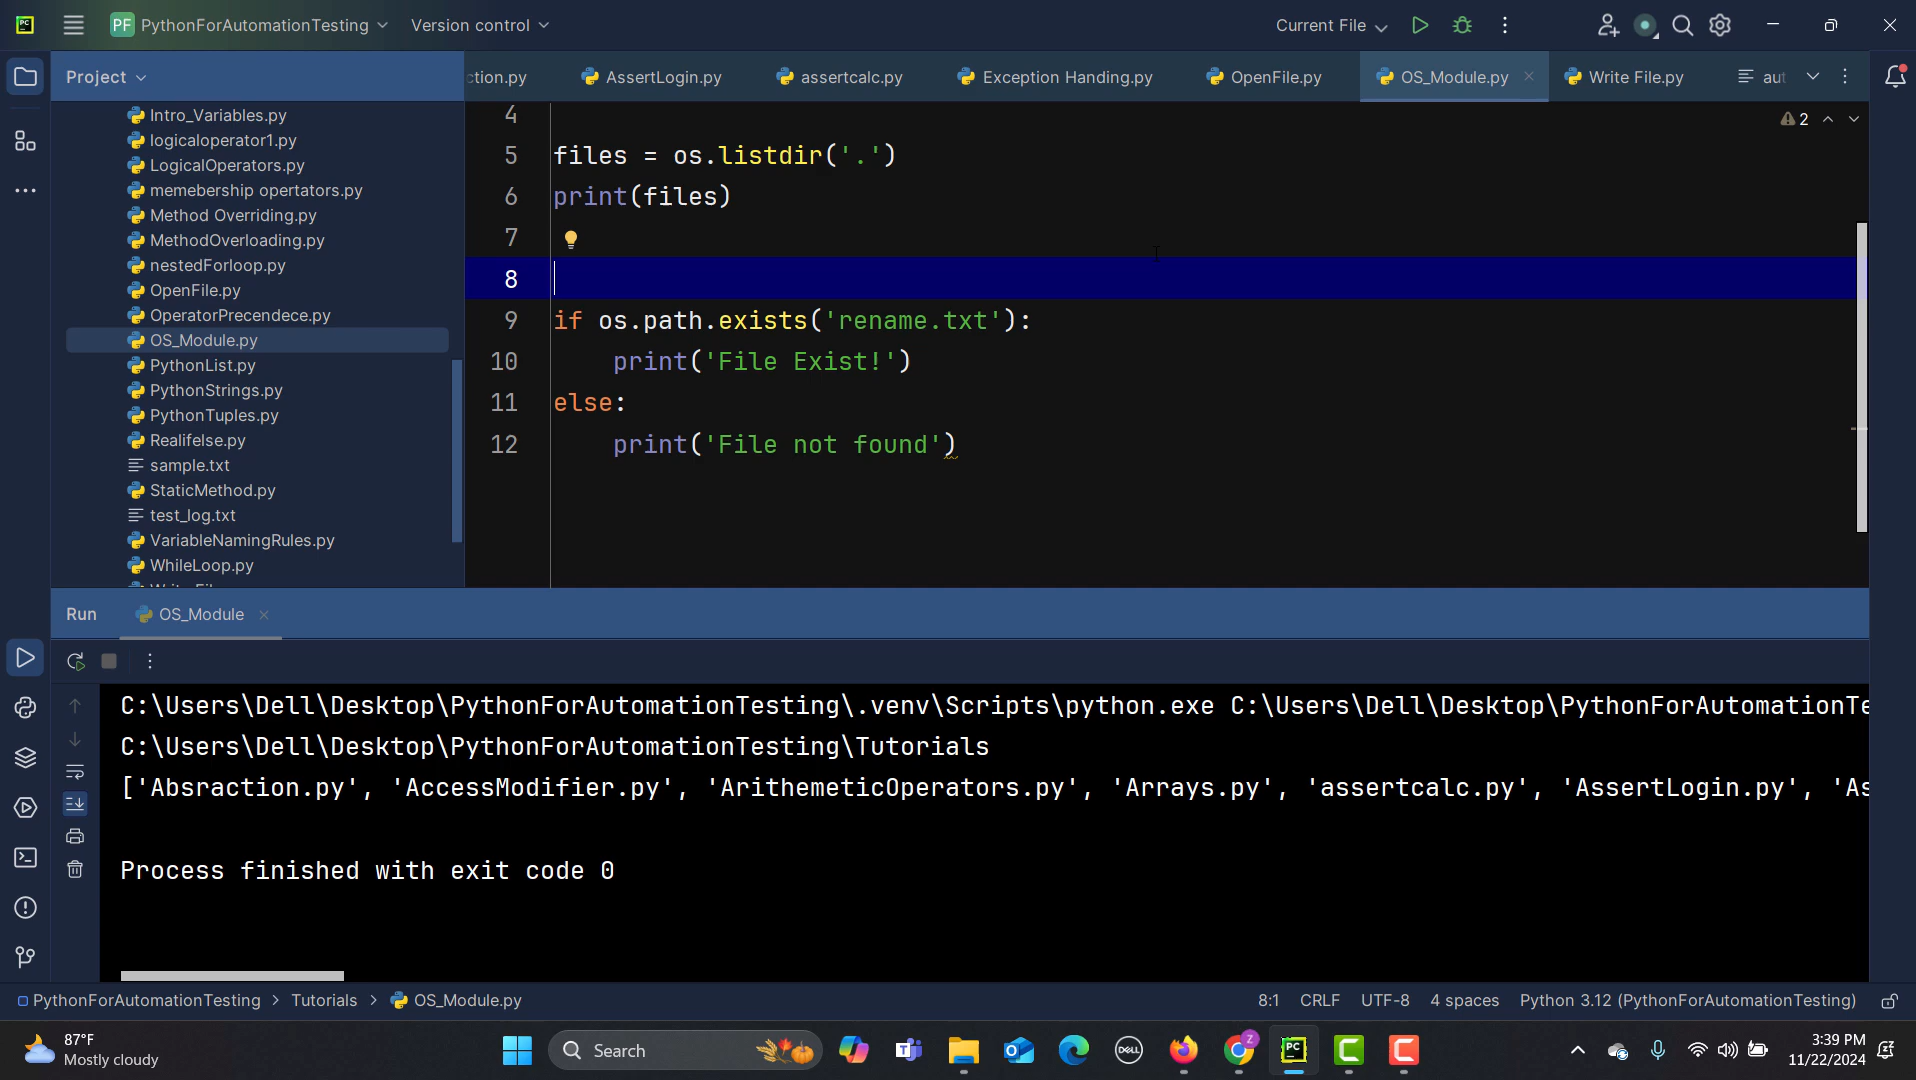 PC
PF PythonForAutomationTesting
Version control
Current File
Project
ction.py
AssertLogin.py
assertcalc.py
Exception Handing.py
OpenFile.py
OS_Module.py
Write File.py
aut
Intro_Variables.py
logicaloperator1.py
LogicalOperators.py
memebership opertators.py
Method Overriding.py
MethodOverloading.py
nestedForloop.py
OpenFile.py
OperatorPrecendece.py
OS_Module.py
PythonList.py
PythonStrings.py
PythonTuples.py
Realifelse.py
sample.txt
StaticMethod.py
test_log.txt
VariableNamingRules.py
WhileLoop.py
2
4
5 files = os.listdir('.')
6 print(files)
7
8
9 if os.path.exists('rename.txt'):
10 print('File Exist!')
11 else:
12 print('File not found')
Run
OS_Module
C:\Users\Dell\Desktop\PythonForAutomationTesting\.venv\Scripts\python.exe C:\Users\Dell\Desktop\PythonForAutomationTe
C:\Users\Dell\Desktop\PythonForAutomationTesting\Tutorials
['Absraction.py', 'AccessModifier.py', 'ArithemeticOperators.py', 'Arrays.py', 'assertcalc.py', 'AssertLogin.py', 'As
Process finished with exit code 0
PythonForAutomationTesting > Tutorials > OS_Module.py
8:1 CRLF UTF-8 4 spaces Python 3.12 (PythonForAutomationTesting)
87°F
Mostly cloudy
Search
DELL
Z
PC
3:39 PM
11/22/2024